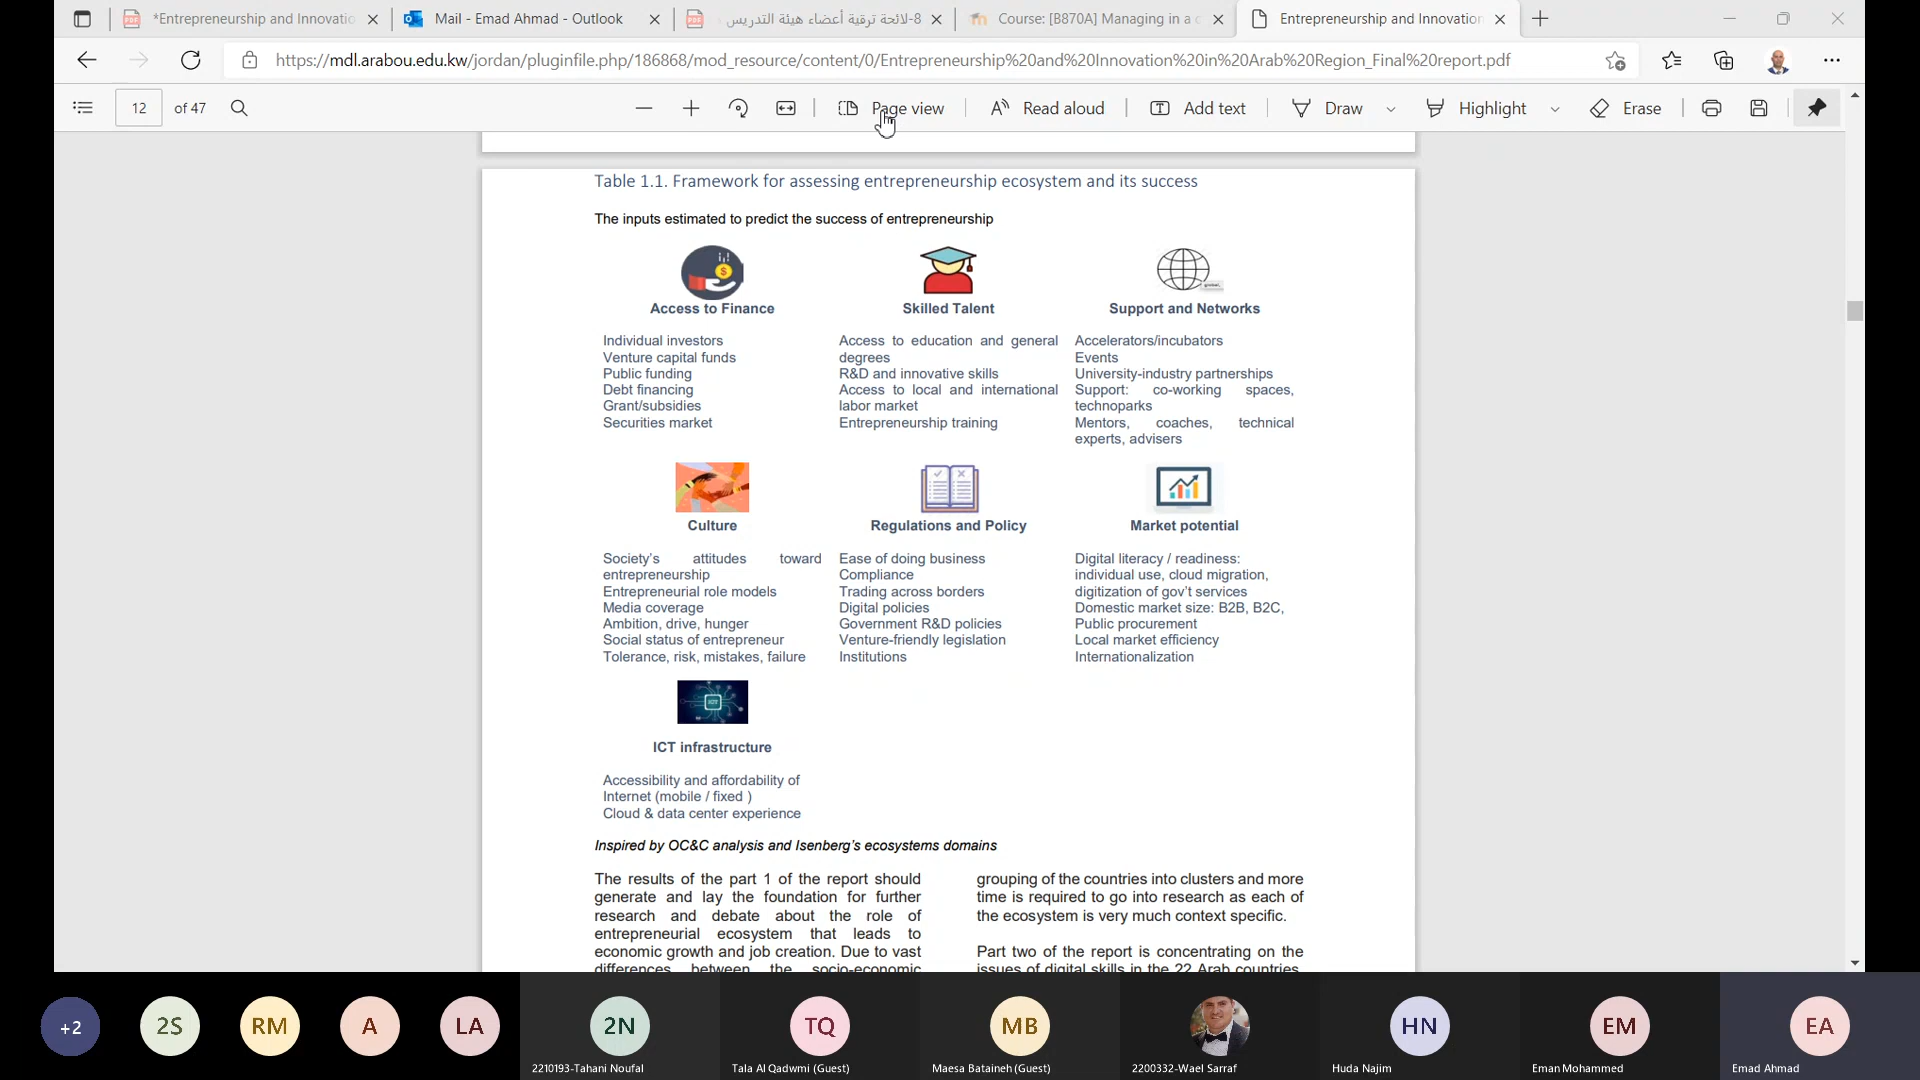 *Entrepreneurship and Innovatio
Mail - Emad Ahmad - Outlook
8-لائحة ترقية أعضاء هيئة التدريس
Course: [B870A] Managing in a c
Entrepreneurship and Innovation
https://mdl.arabou.edu.kw/jordan/pluginfile.php/186868/mod_resource/content/0/Entrepreneurship%20and%20Innovation%20in%20Arab%20Region_Final%20report.pdf
12 of 47
Page view
Read aloud
Add text
Draw
Highlight
Erase
Table 1.1. Framework for assessing entrepreneurship ecosystem and its success
The inputs estimated to predict the success of entrepreneurship
Access to Finance
Individual investors
Venture capital funds
Public funding
Debt financing
Grant/subsidies
Securities market
Skilled Talent
Access to education and general
degrees
R&D and innovative skills
Access to local and international
labor market
Entrepreneurship training
Support and Networks
Accelerators/incubators
Events
University-industry partnerships
Support: co-working spaces,
technoparks
Mentors, coaches, technical
experts, advisers
Culture
Society's attitudes toward
entrepreneurship
Entrepreneurial role models
Media coverage
Ambition, drive, hunger
Social status of entrepreneur
Tolerance, risk, mistakes, failure
Regulations and Policy
Ease of doing business
Compliance
Trading across borders
Digital policies
Government R&D policies
Venture-friendly legislation
Institutions
Market potential
Digital literacy / readiness:
individual use, cloud migration,
digitization of gov't services
Domestic market size: B2B, B2C,
Public procurement
Local market efficiency
Internationalization
ICT infrastructure
Accessibility and affordability of
Internet (mobile / fixed )
Cloud & data center experience
Inspired by OC&C analysis and Isenberg's ecosystems domains
The results of the part 1 of the report should
generate and lay the foundation for further
research and debate about the role of
entrepreneurial ecosystem that leads to
economic growth and job creation. Due to vast
differences between the socio-economic
grouping of the countries into clusters and more
time is required to go into research as each of
the ecosystem is very much context specific.
Part two of the report is concentrating on the
issues of digital skills in the 22 Arab countries.
+2
2S
RM
A
LA
2N
2210193-Tahani Noufal
TQ
Tala Al Qadwmi (Guest)
MB
Maesa Bataineh (Guest)
2200332-Wael Sarraf
HN
Huda Najim
EM
Eman Mohammed
EA
Emad Ahmad